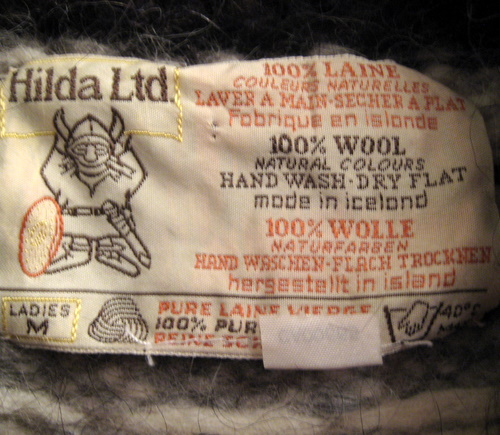 Hilda Ltd.
100% LAINE
COULEURS NATURELLES
LAVER A MAIN·SECHER A PLAT
Fabriqué en Islande
100% WOOL
NATURAL COLOURS
HAND WASH·DRY FLAT
made in iceland
100% WOLLE
NATURFARBEN
HAND WASCHEN·FLACH TROCKNEN
hergestellt in island
LADIES
M
PURE LAINE VIERGE
100% PUR
REINE
40°C